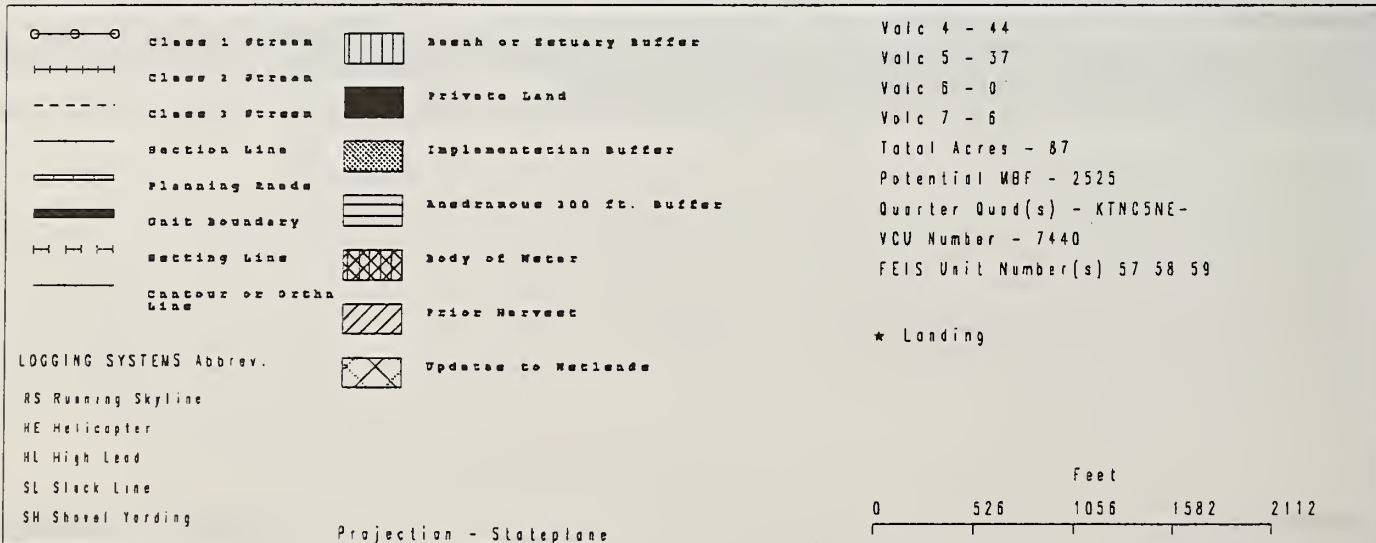 Class 1 Stream
Class 2 Stream
Class 3 Stream
Section Line
Planning Roads
Unit Boundary
Setting Line
Contour or Ortho
Line
LOGGING SYSTEMS Abbrev.
RS Running Skyline
HE Helicopter
HL High Lead
SL Slack Line
SH Shovel Yarding
Beach or Estuary Buffer
Private Land
Implementation Buffer
Anadromous 100 ft. Buffer
Body of Water
Prior Harvest
Updates to Wetlands
Projection - Stateplane
Volc 4 - 44
Volc 5 - 37
Volc 6 - 0
Volc 7 - 6
Total Acres - 87
Potential MBF - 2525
Quarter Quad(s) - KTNC5NE-
VCU Number - 7440
FEIS Unit Number(s) 57 58 59
★ Landing
Feet
0 526 1056 1582 2112